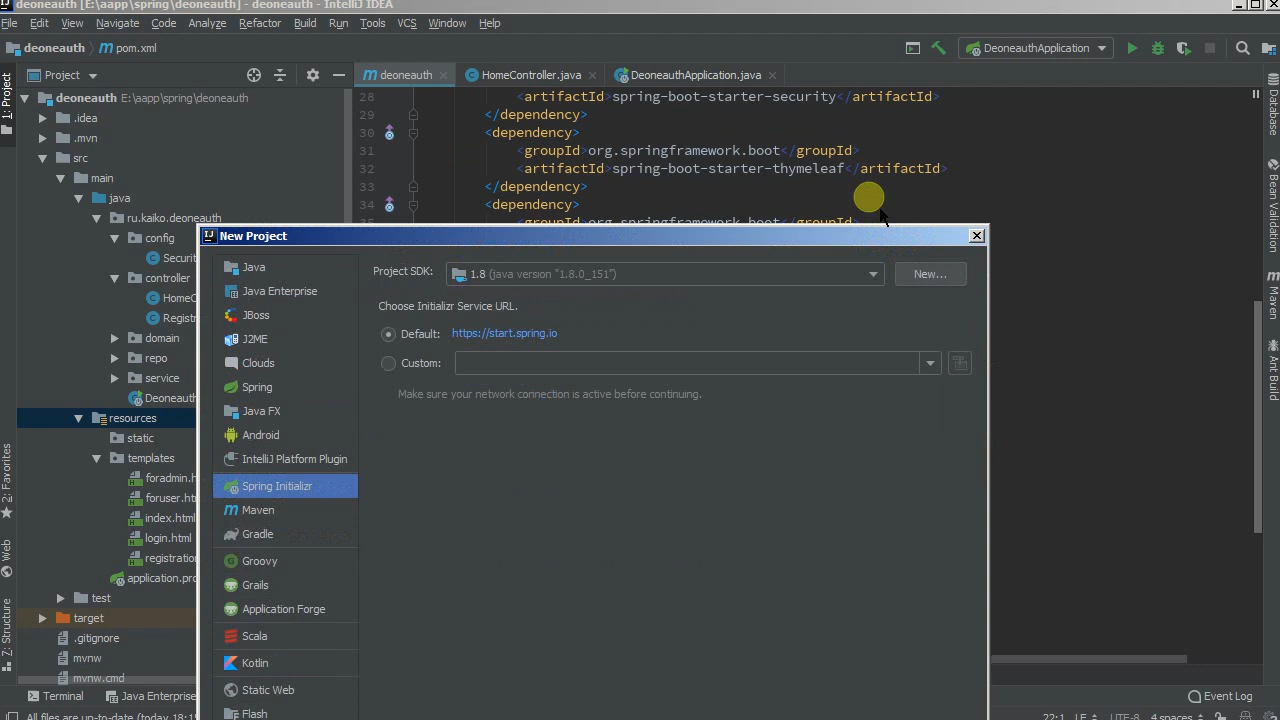 deoneauth [E:\aapp\spring\deoneauth] - deoneauth - IntelliJ IDEA
File Edit View Navigate Code Analyze Refactor Build Run Tools VCS Window Help
deoneauth pom.xml
DeoneauthApplication
1: Project
Project
deoneauth HomeController.java DeoneauthApplication.java
deoneauth E:\aapp\spring\deoneauth
.idea
.mvn
src
main
java
ru.kaiko.deoneauth
config
Securit
controller
HomeC
Registr
domain
repo
service
Deoneauth
resources
static
templates
foradmin.h
foruser.htm
index.html
login.html
registration
application.pro
test
target
.gitignore
mvnw
mvnw.cmd
28 <artifactId>spring-boot-starter-security</artifactId>
29 </dependency>
30 <dependency>
31 <groupId>org.springframework.boot</groupId>
32 <artifactId>spring-boot-starter-thymeleaf</artifactId>
33 </dependency>
34 <dependency>
35 <groupId>org.springframework.boot</groupId>
New Project
Java
Java Enterprise
JBoss
J2ME
Clouds
Spring
Java FX
Android
IntelliJ Platform Plugin
Spring Initializr
Maven
Gradle
Groovy
Grails
Application Forge
Scala
Kotlin
Static Web
Flash
Project SDK: 1.8 (java version "1.8.0_151") New...
Choose Initializr Service URL.
Default: https://start.spring.io
Custom:
Make sure your network connection is active before continuing.
Database
Bean Validation
Maven
Ant Build
2: Favorites
Web
7: Structure
Terminal Java Enterprise Event Log
All files are up-to-date (today 18:1
22:1 LF UTF-8 4 spaces